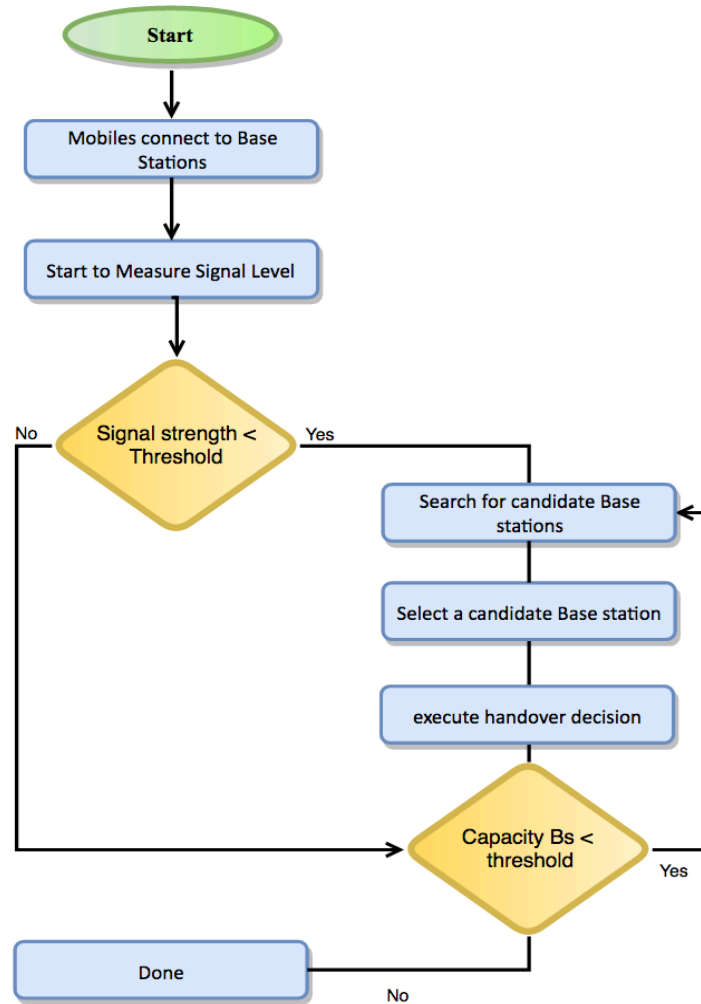 Start
Mobiles connect to Base
Stations
Start to Measure Signal Level
No
Signal strength <
Threshold
Yes
Search for candidate Base
stations
Select a candidate Base station
execute handover decision
Capacity Bs <
threshold
Yes
Done
No